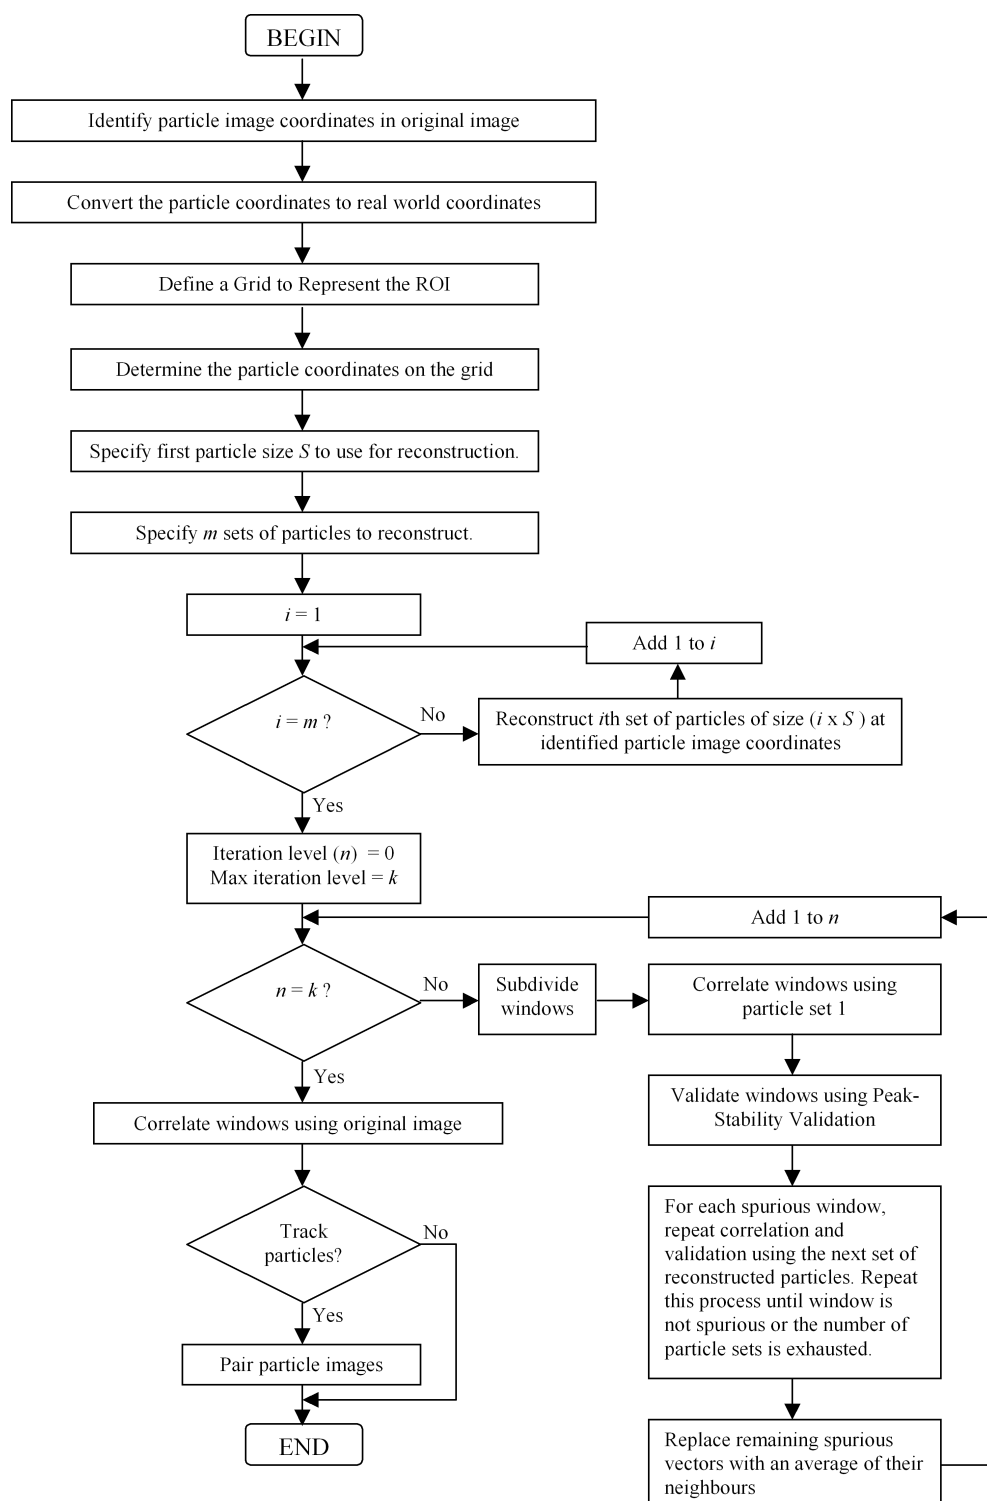 BEGIN
Identify particle image coordinates in original image
Convert the particle coordinates to real world coordinates
Define a Grid to Represent the ROI
Determine the particle coordinates on the grid
Specify first particle size S to use for reconstruction.
Specify m sets of particles to reconstruct.
i = 1
Add 1 to i
i = m ?
No
Reconstruct ith set of particles of size (i x S ) at
identified particle image coordinates
Yes
Iteration level (n) = 0
Max iteration level = k
Add 1 to n
n = k ?
No
Subdivide
windows
Correlate windows using
particle set 1
Yes
Validate windows using Peak-
Stability Validation
Correlate windows using original image
For each spurious window,
repeat correlation and
validation using the next set of
reconstructed particles. Repeat
this process until window is
not spurious or the number of
particle sets is exhausted.
Track
particles?
No
Yes
Pair particle images
END
Replace remaining spurious
vectors with an average of their
neighbours